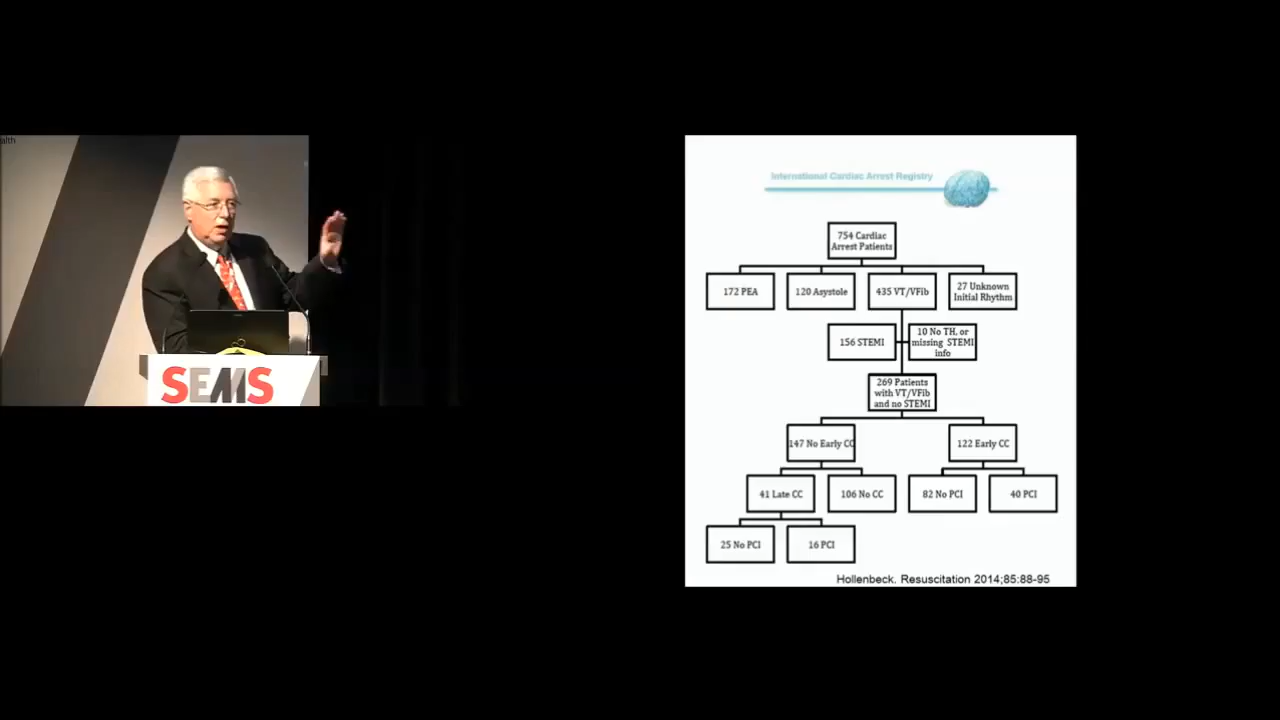 alth
SEMS
International Cardiac Arrest Registry
754 Cardiac
Arrest Patients
172 PEA
120 Asystole
435 VT/VFib
27 Unknown
Initial Rhythm
156 STEMI
10 No TH, or
missing STEMI
info
269 Patients
with VT/VFib
and no STEMI
147 No Early CC
122 Early CC
41 Late CC
106 No CC
82 No PCI
40 PCI
25 No PCI
16 PCI
Hollenbeck. Resuscitation 2014;85:88-95